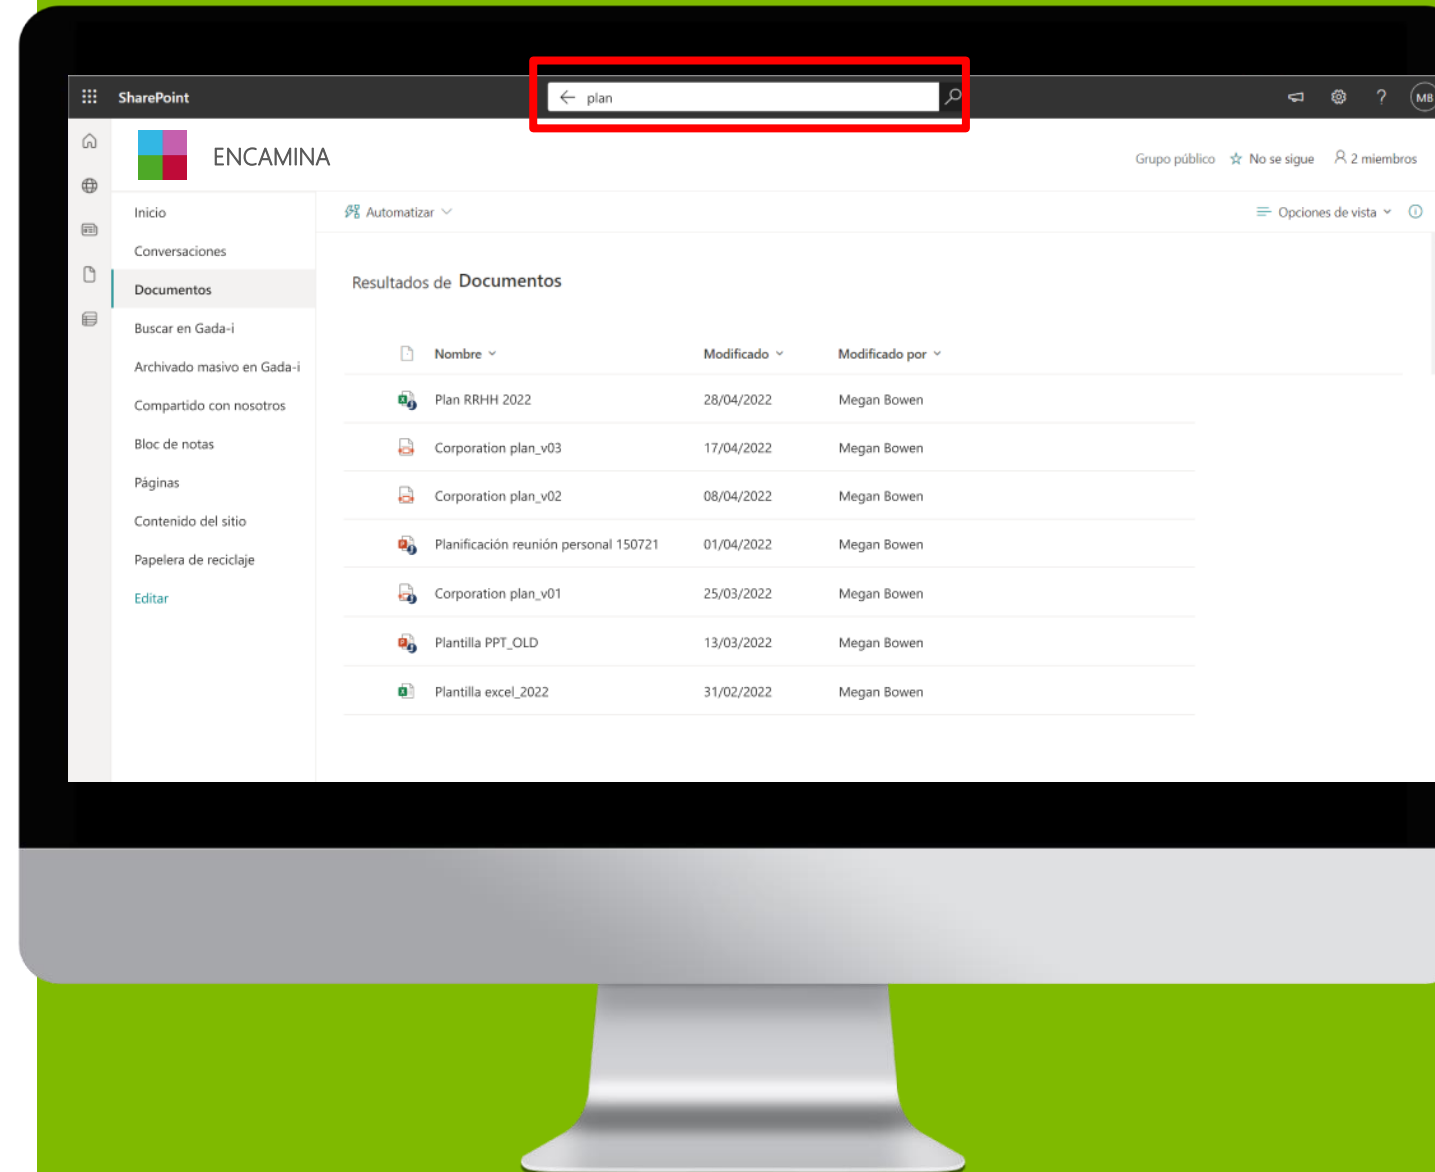 SharePoint
plan
?
MB
ENCAMINA
Grupo público No se sigue 2 miembros
Automatizar
Opciones de vista
Inicio
Conversaciones
Documentos
Buscar en Gada-i
Archivado masivo en Gada-i
Compartido con nosotros
Bloc de notas
Páginas
Contenido del sitio
Papelera de reciclaje
Editar
Resultados de Documentos
Nombre Modificado Modificado por
Plan RRHH 2022 28/04/2022 Megan Bowen
Corporation plan_v03 17/04/2022 Megan Bowen
Corporation plan_v02 08/04/2022 Megan Bowen
Planificación reunión personal 150721 01/04/2022 Megan Bowen
Corporation plan_v01 25/03/2022 Megan Bowen
Plantilla PPT_OLD 13/03/2022 Megan Bowen
Plantilla excel_2022 31/02/2022 Megan Bowen